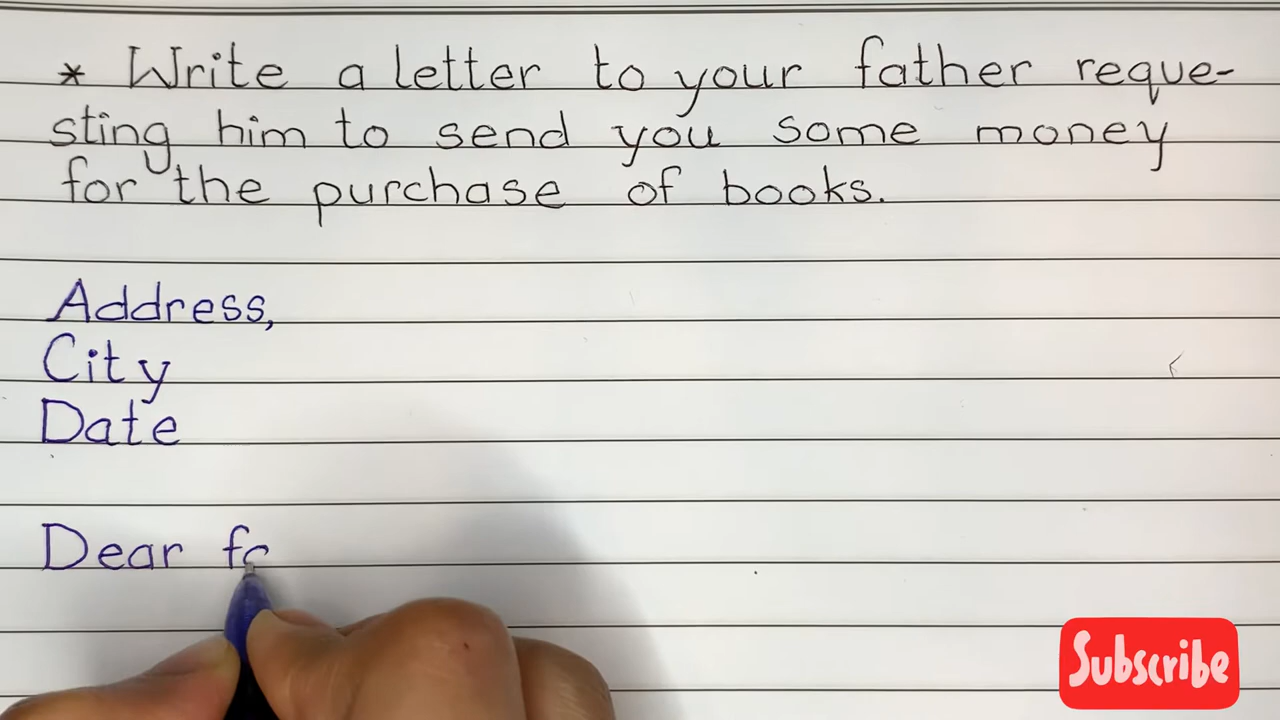 * Write a letter to your father reque-
sting him to send you some money
for the purchase of books.
Address,
City
Date
Dear fa
Subscribe